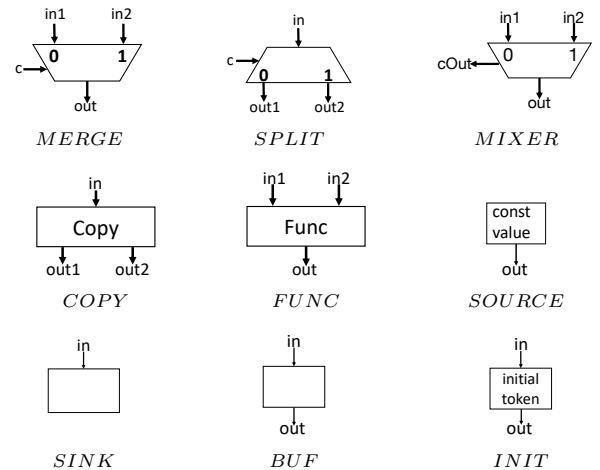 in1 in2 in in1 in2
c 0 1 c 0 1 cOut 0 1
out out1 out2 out
MERGE SPLIT MIXER
in in1 in2
Copy Func const
value
out1 out2 out out
COPY FUNC SOURCE
in in in
initial
token
out out
SINK BUF INIT